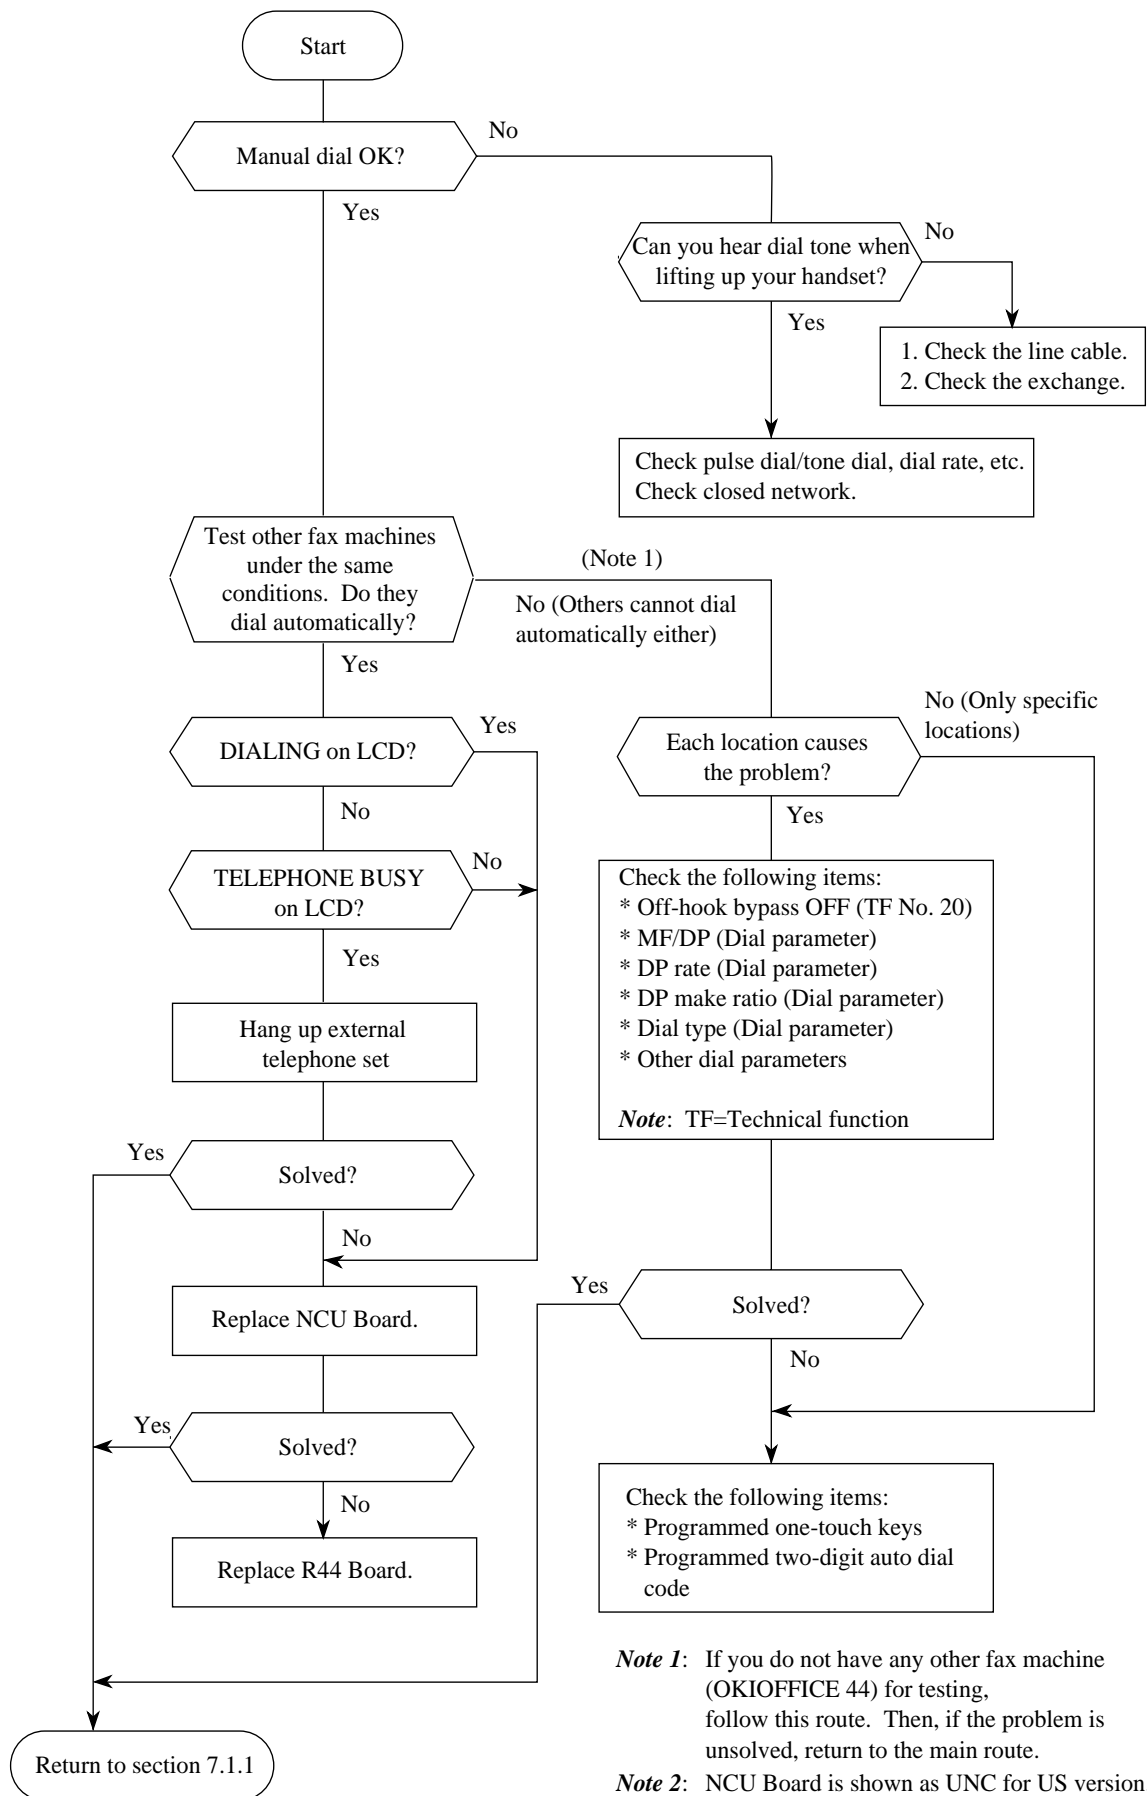 Start
No
Manual dial OK?
Yes
No
Can you hear dial tone when
lifting up your handset?
Yes
1. Check the line cable.
2. Check the exchange.
Check pulse dial/tone dial, dial rate, etc.
Check closed network.
Test other fax machines
under the same
conditions.  Do they
dial automatically?
(Note 1)
No (Others cannot dial
automatically either)
Yes
No (Only specific
locations)
Yes
DIALING on LCD?
Each location causes
the problem?
No
Yes
TELEPHONE BUSY
on LCD?
No
Yes
Check the following items:
* Off-hook bypass OFF (TF No. 20)
* MF/DP (Dial parameter)
* DP rate (Dial parameter)
* DP make ratio (Dial parameter)
* Dial type (Dial parameter)
* Other dial parameters
Note:  TF=Technical function
Hang up external
telephone set
Yes
Solved?
No
Yes
Solved?
No
Replace NCU Board.
Yes
Solved?
No
Replace R44 Board.
Check the following items:
* Programmed one-touch keys
* Programmed two-digit auto dial
code
Note 1:  If you do not have any other fax machine
(OKIOFFICE 44) for testing,
follow this route.  Then, if the problem is
unsolved, return to the main route.
Note 2:  NCU Board is shown as UNC for US version
Return to section 7.1.1